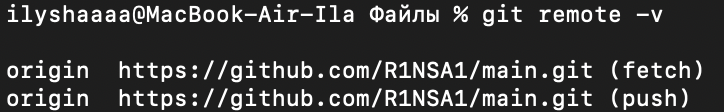 ilyshaaaa@MacBook-Air-Ila Файлы % git remote -v
origin  https://github.com/R1NSA1/main.git (fetch)
origin  https://github.com/R1NSA1/main.git (push)